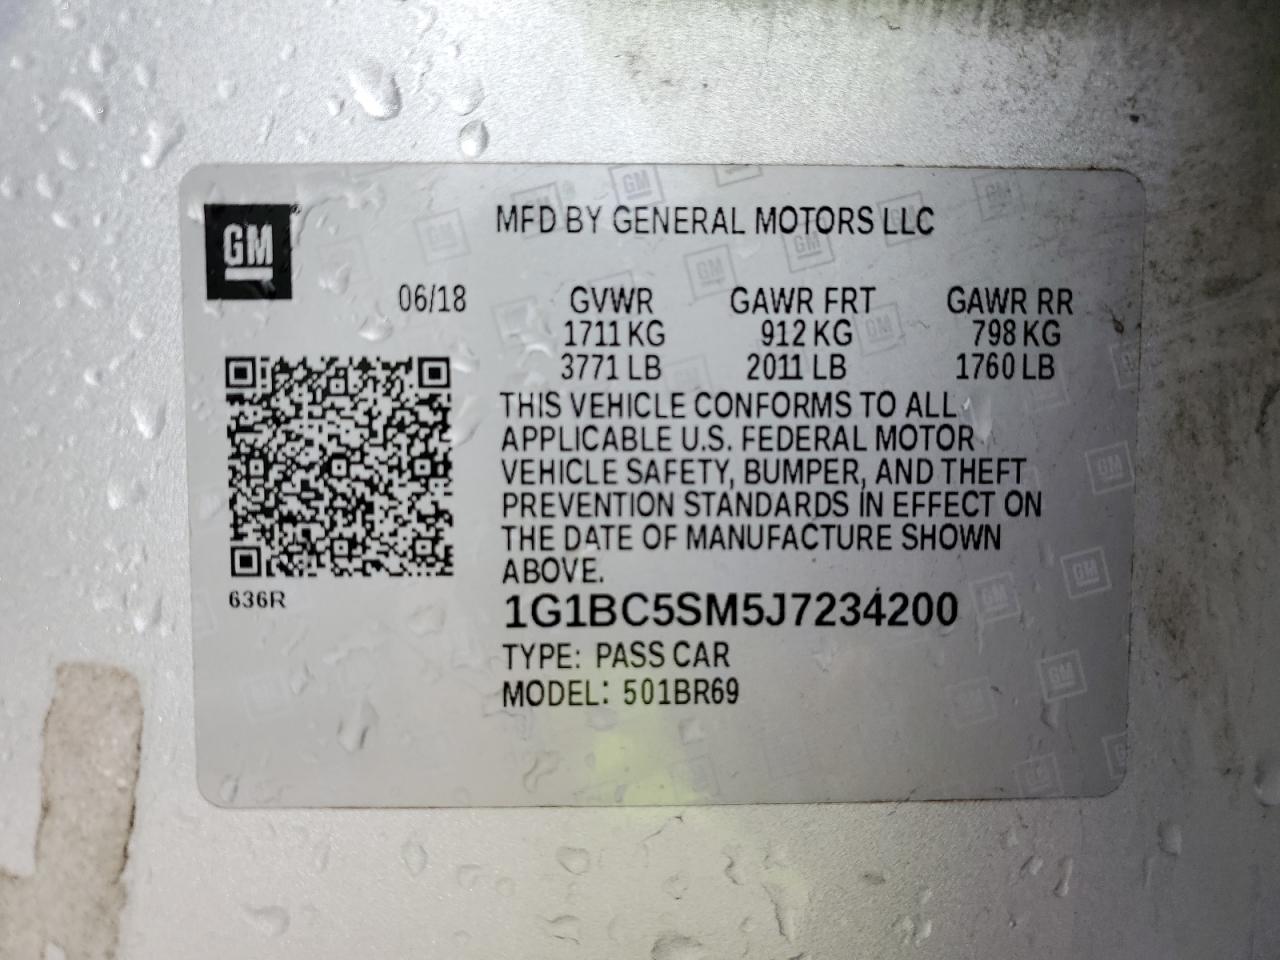 GM
MFD BY GENERAL MOTORS LLC
06/18
GVWR GAWR FRT GAWR RR
1711 KG 912 KG 798 KG
3771 LB 2011 LB 1760 LB
THIS VEHICLE CONFORMS TO ALL
APPLICABLE U.S. FEDERAL MOTOR
VEHICLE SAFETY, BUMPER, AND THEFT
PREVENTION STANDARDS IN EFFECT ON
THE DATE OF MANUFACTURE SHOWN
ABOVE.
636R
1G1BC5SM5J7234200
TYPE: PASS CAR
MODEL: 501BR69